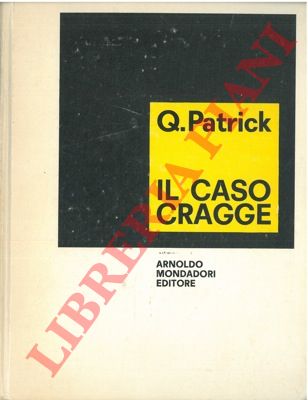 Q. Patrick
IL CASO
CRAGGE
ARNOLDO
MONDADORI
EDITORE
LIBRERIA PIANI